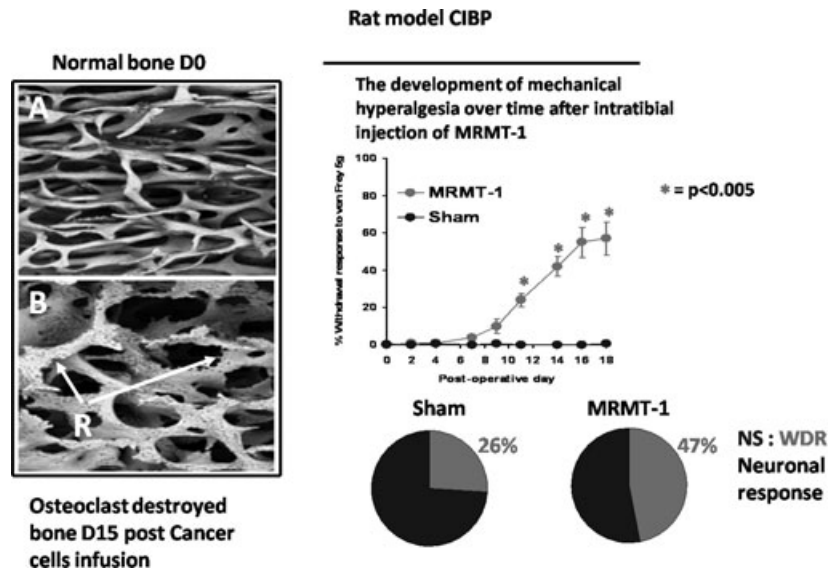 Rat model CIBP
Normal bone D0
A
B
R
Osteoclast destroyed
bone D15 post Cancer
cells infusion
The development of mechanical
hyperalgesia over time after intratibial
injection of MRMT-1
% Withdrawal response to von Frey 5g
100
80
60
40
20
0
MRMT-1
Sham
* * * *
* = p<0.005
0 2 4 6 8 10 12 14 16 18
Post-operative day
Sham
26%
MRMT-1
47%
NS : WDR
Neuronal
response